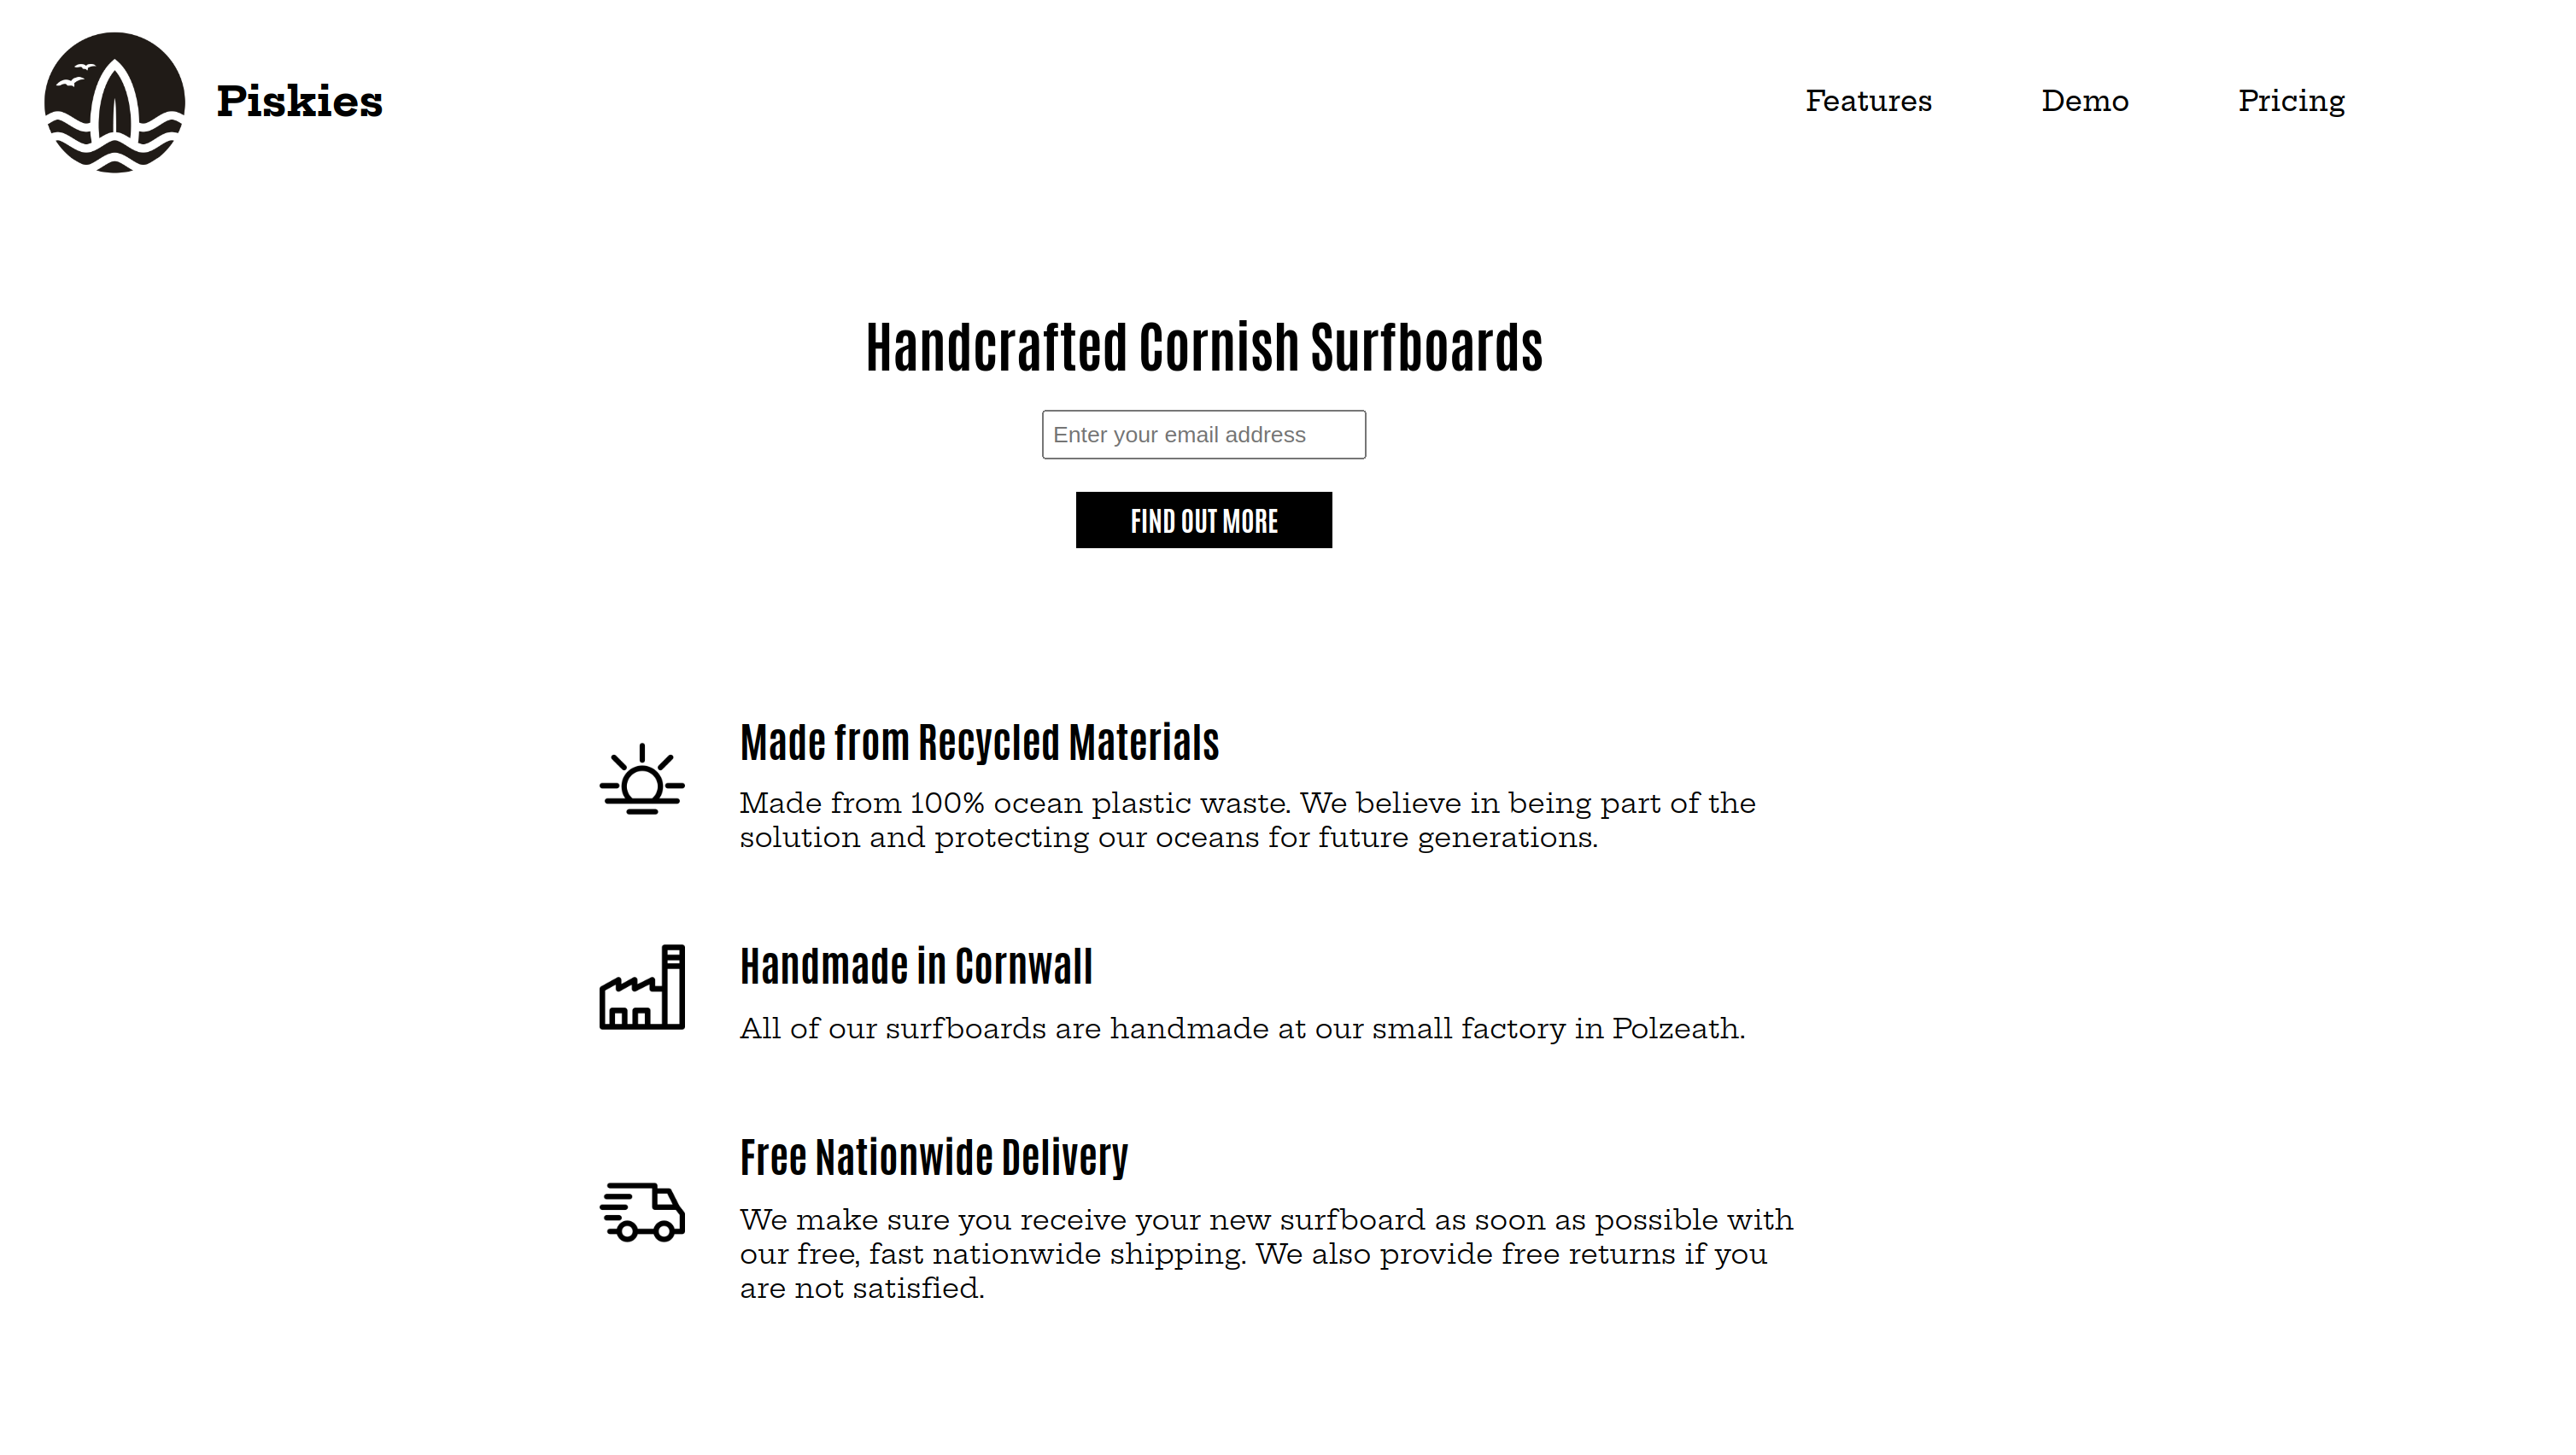 Piskies
Features
Demo
Pricing
Handcrafted Cornish Surfboards
Enter your email address
FIND OUT MORE
Made from Recycled Materials
Made from 100% ocean plastic waste. We believe in being part of the
solution and protecting our oceans for future generations.
Handmade in Cornwall
All of our surfboards are handmade at our small factory in Polzeath.
Free Nationwide Delivery
We make sure you receive your new surfboard as soon as possible with
our free, fast nationwide shipping. We also provide free returns if you
are not satisfied.